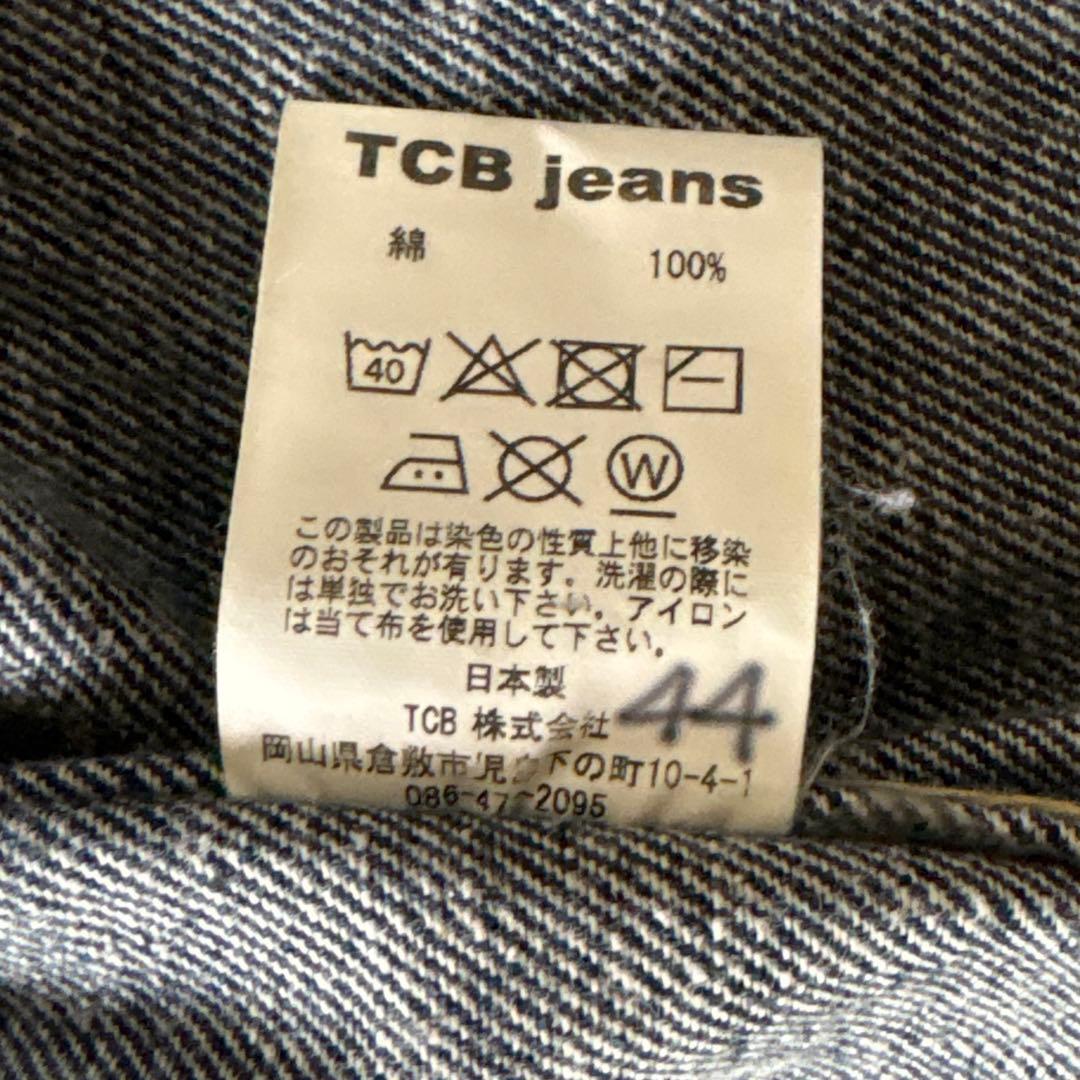 TCB jeans
綿 100%
40
W
この製品は染色の性質上他に移染
のおそれが有ります。洗濯の際に
は単独でお洗い下さい。アイロン
は当て布を使用して下さい。
日本製
TCB 株式会社
44
岡山県倉敷市児 下の町10-4-1
086-47 -2095